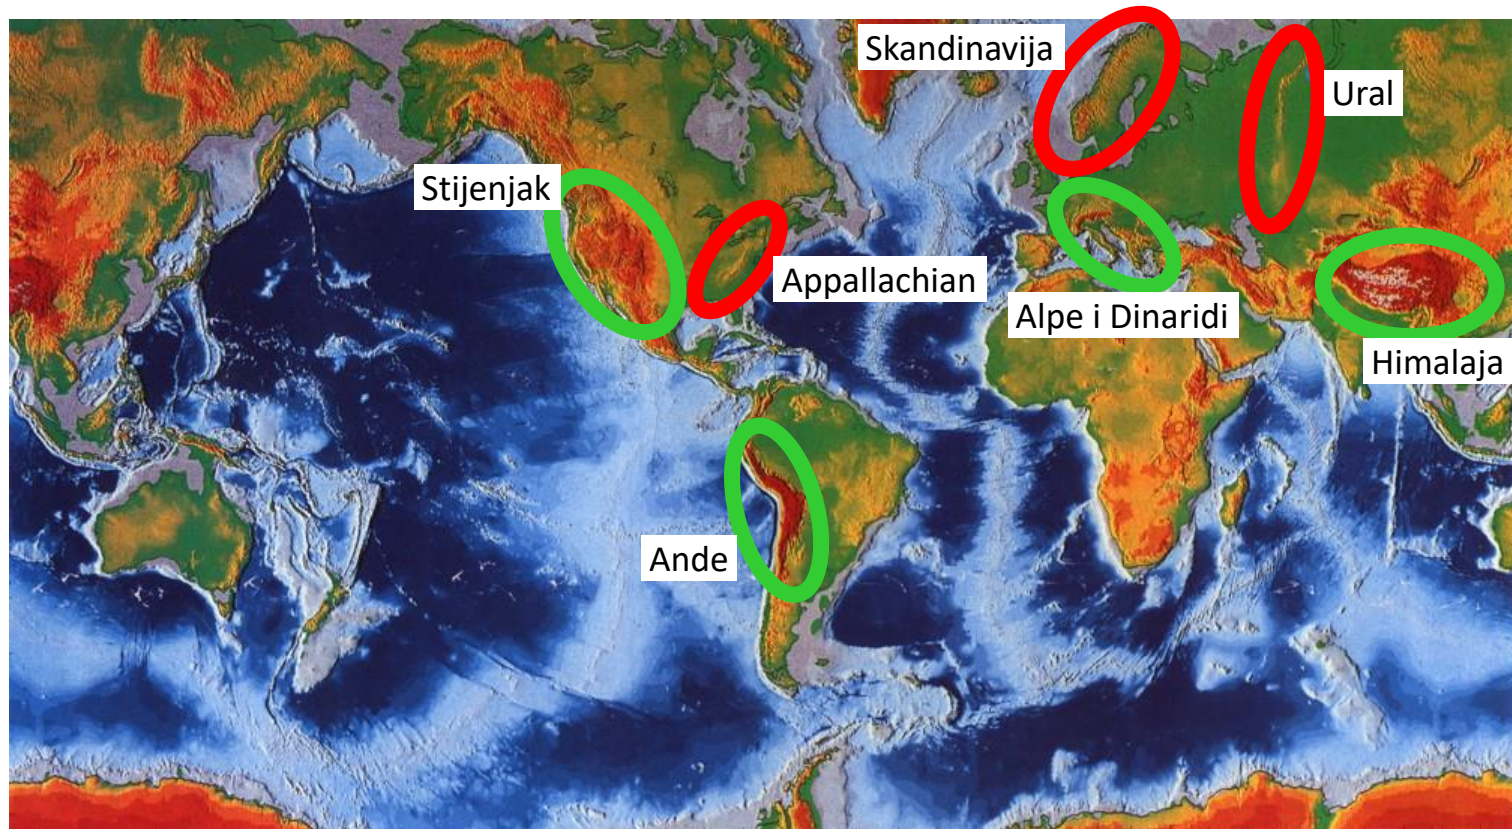 Skandinavija
Ural
Stijenjak
Appallachian
Alpe i Dinaridi
Himalaja
Ande